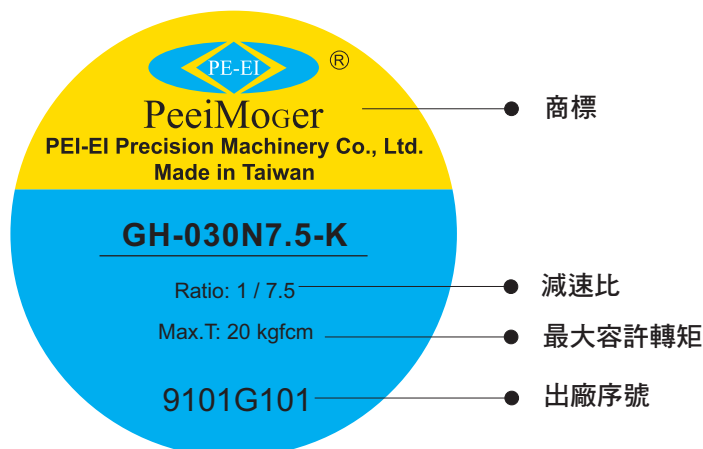 PE-EI ®
PeeiMoger
商標
PEI-EI Precision Machinery Co., Ltd.
Made in Taiwan
GH-030N7.5-K
Ratio: 1 / 7.5
減速比
Max.T: 20 kgfcm
最大容許轉矩
9101G101
出廠序號